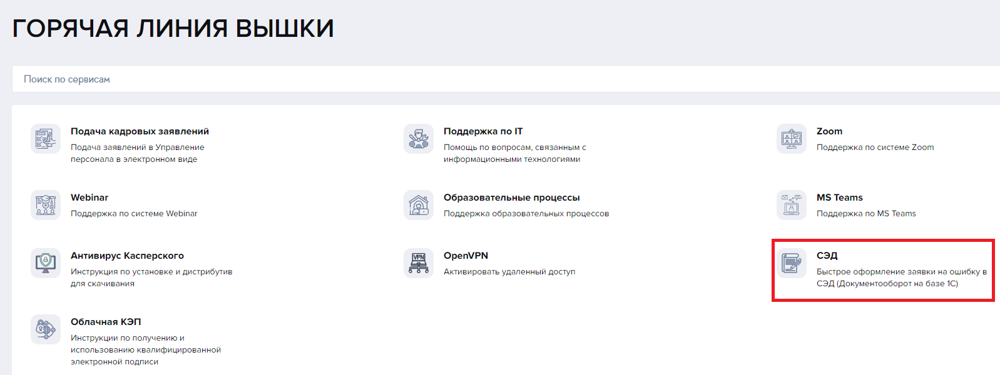 ГОРЯЧАЯ ЛИНИЯ ВЫШКИ
Поиск по сервисам
Подача кадровых заявлений
Подача заявлений в Управление
персонала в электронном виде
Поддержка по IT
Помощь по вопросам, связанным с
информационными технологиями
Zoom
Поддержка по системе Zoom
Webinar
Поддержка по системе Webinar
Образовательные процессы
Поддержка образовательных процессов
MS Teams
Поддержка по MS Teams
Антивирус Касперского
Инструкция по установке и дистрибутив
для скачивания
VPN
OpenVPN
Активировать удаленный доступ
СЭД
Быстрое оформление заявки на ошибку в
СЭД (Документооборот на базе 1С)
Облачная КЭП
Инструкции по получению и
использованию квалифицированной
электронной подписи